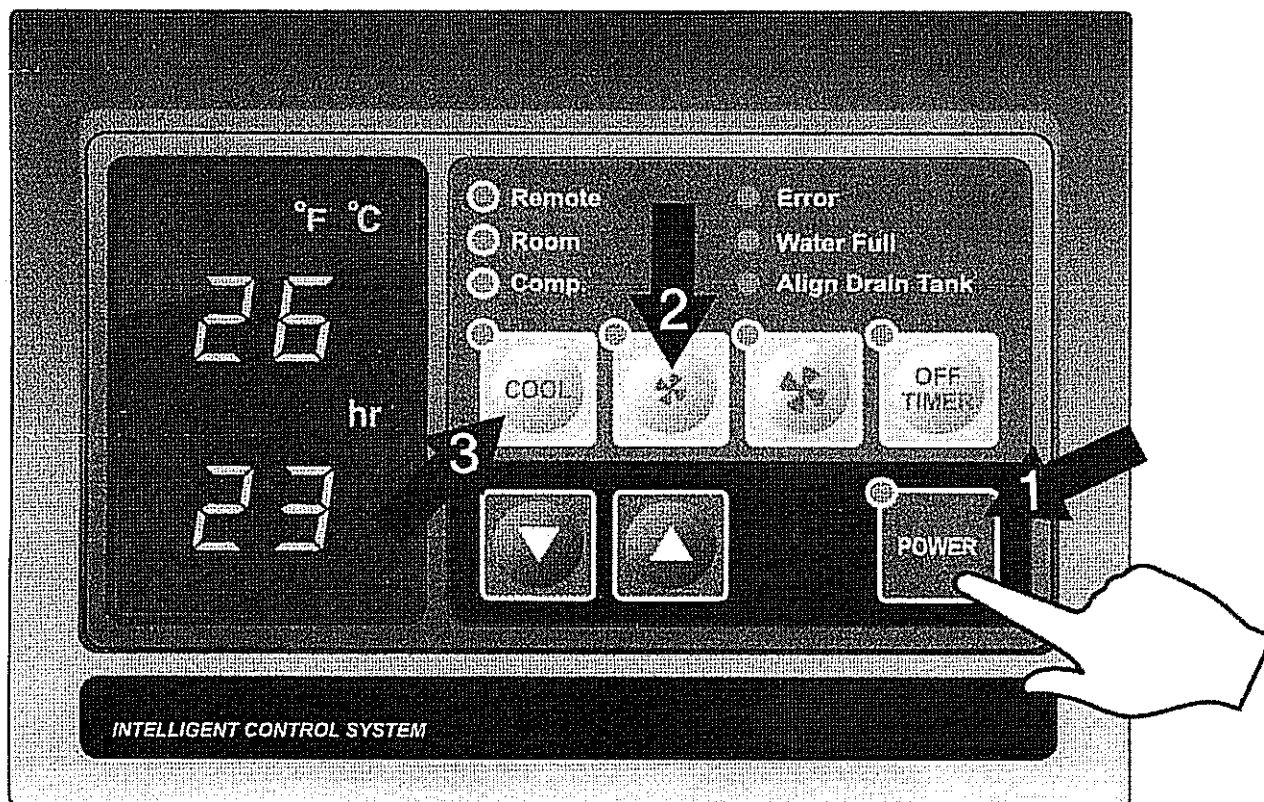 °F °C
26
hr
23
Remote
Room
Comp.
Error
Water Full
Align Drain Tank
2
COOL
OFF
TIMER
3
1
POWER
INTELLIGENT CONTROL SYSTEM